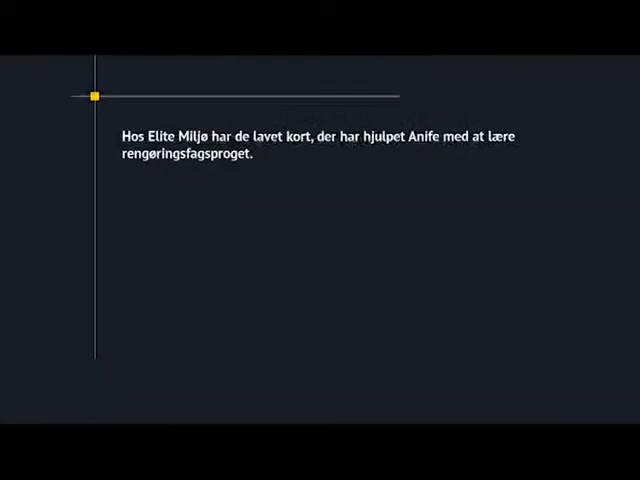 Hos Elite Miljø har de lavet kort, der har hjulpet Anife med at lære
rengøringsfagsproget.